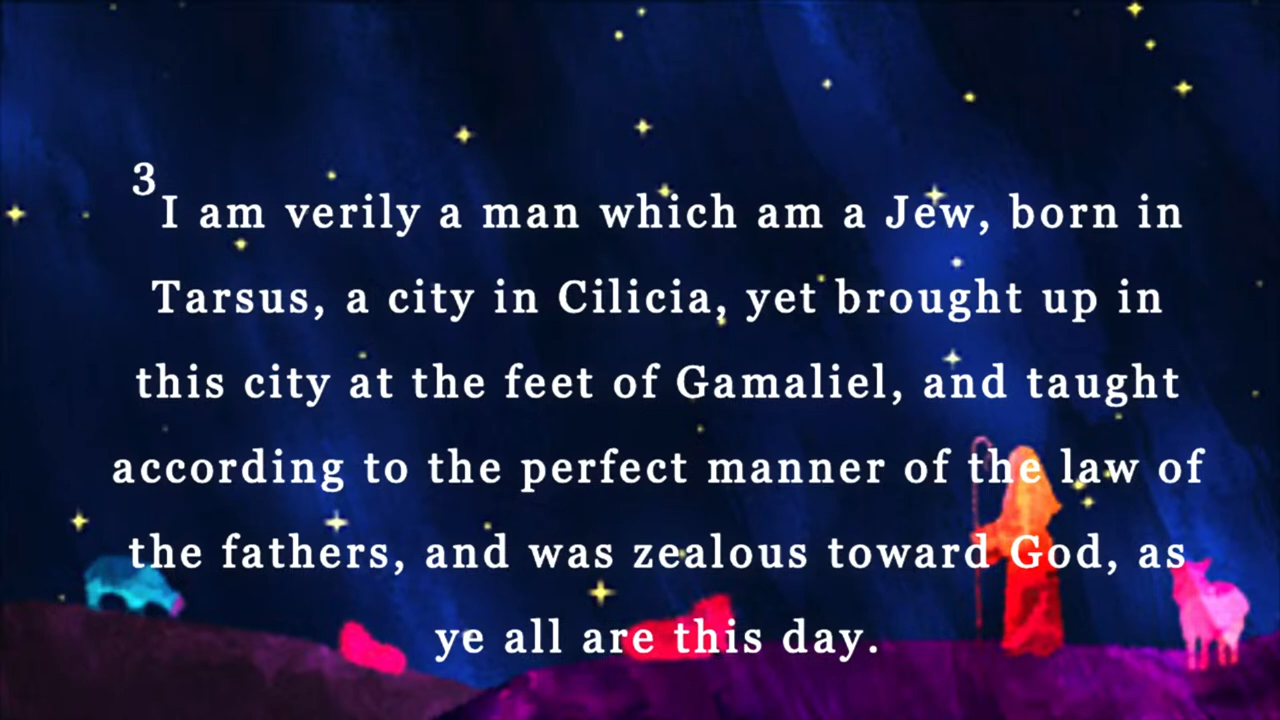 3 I am verily a man which am a Jew, born in
Tarsus, a city in Cilicia, yet brought up in
this city at the feet of Gamaliel, and taught
according to the perfect manner of the law of
the fathers, and was zealous toward God, as
ye all are this day.